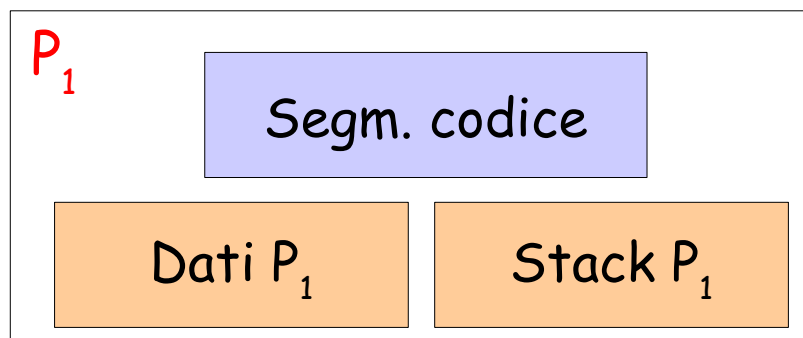 P₁
Segm. codice
Dati P₁
Stack P₁